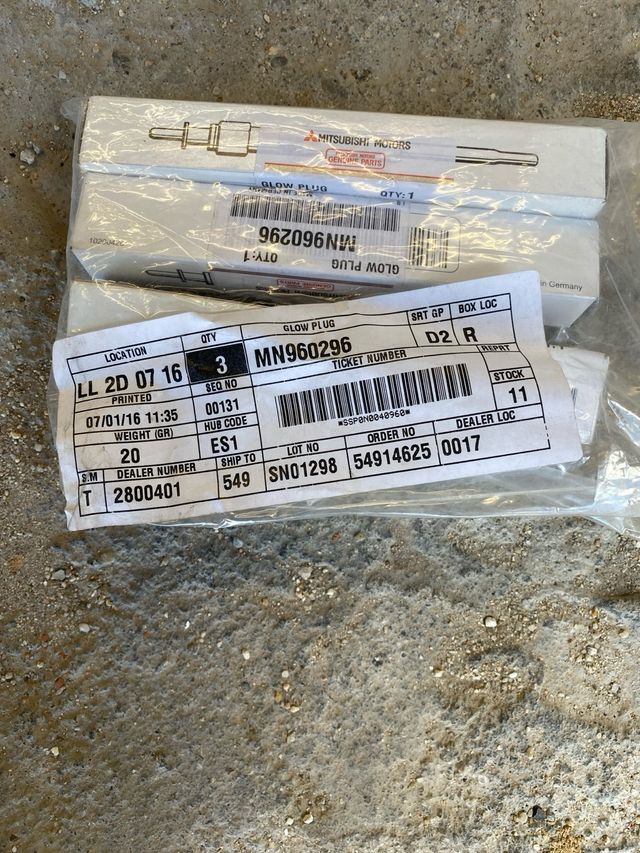 MITSUBISHI MOTORS
GENUINE PARTS
GLOW PLUG
QTY: 1
MN960296
QTY:1
GLOW PLUG
in Germany
LOCATION
LL 2D 07 16
QTY
3
GLOW PLUG
MN960296
SRT GP
D2
BOX LOC
R
PRINTED
07/01/16 11:35
SEQ NO
00131
TICKET NUMBER
*SSP0N0040960*
REPRT
STOCK
11
WEIGHT (GR)
20
HUB CODE
ES1
S.M
T
DEALER NUMBER
2800401
SHIP TO
549
LOT NO
SN01298
ORDER NO
54914625
DEALER LOC
0017